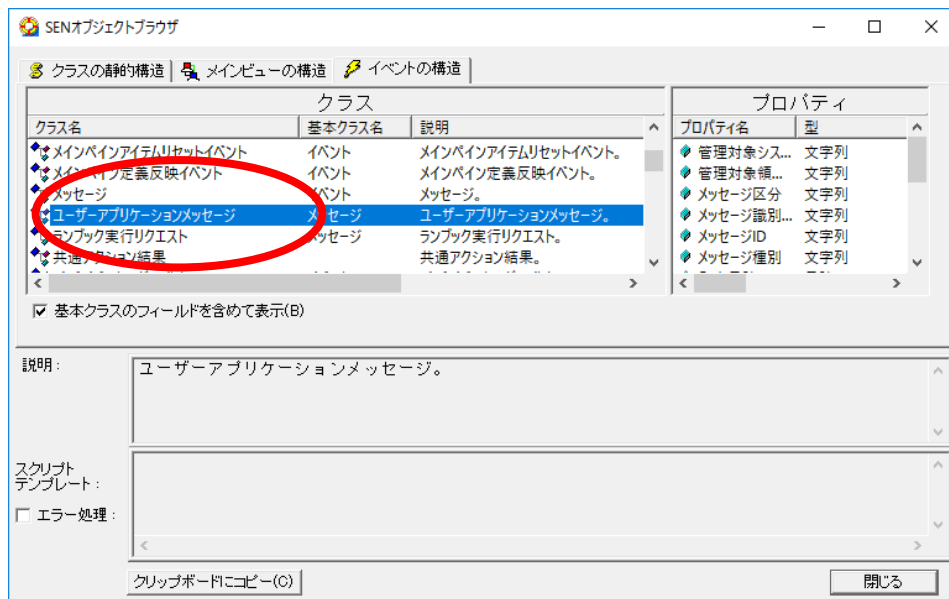 SENオブジェクトブラウザ
クラスの静的構造 メインビューの構造 イベントの構造
クラス プロパティ
クラス名 基本クラス名 説明 プロパティ名 型
メインペインアイテムリセットイベント イベント メインペインアイテムリセットイベント。 管理対象シス... 文字列
メインペイン定義反映イベント イベント メインペイン定義反映イベント。 管理対象領... 文字列
メッセージ イベント メッセージ。 メッセージ区分 文字列
ユーザーアプリケーションメッセージ メッセージ ユーザーアプリケーションメッセージ。 メッセージ識別... 文字列
ランブック実行リクエスト メッセージ ランブック実行リクエスト。 メッセージID 文字列
共通アクション結果 共通アクション結果。 メッセージ種別 文字列
基本クラスのフィールドを含めて表示(B)
説明:
ユーザーアプリケーションメッセージ。
スクリプト
テンプレート:
エラー処理:
クリップボードにコピー(C) 閉じる